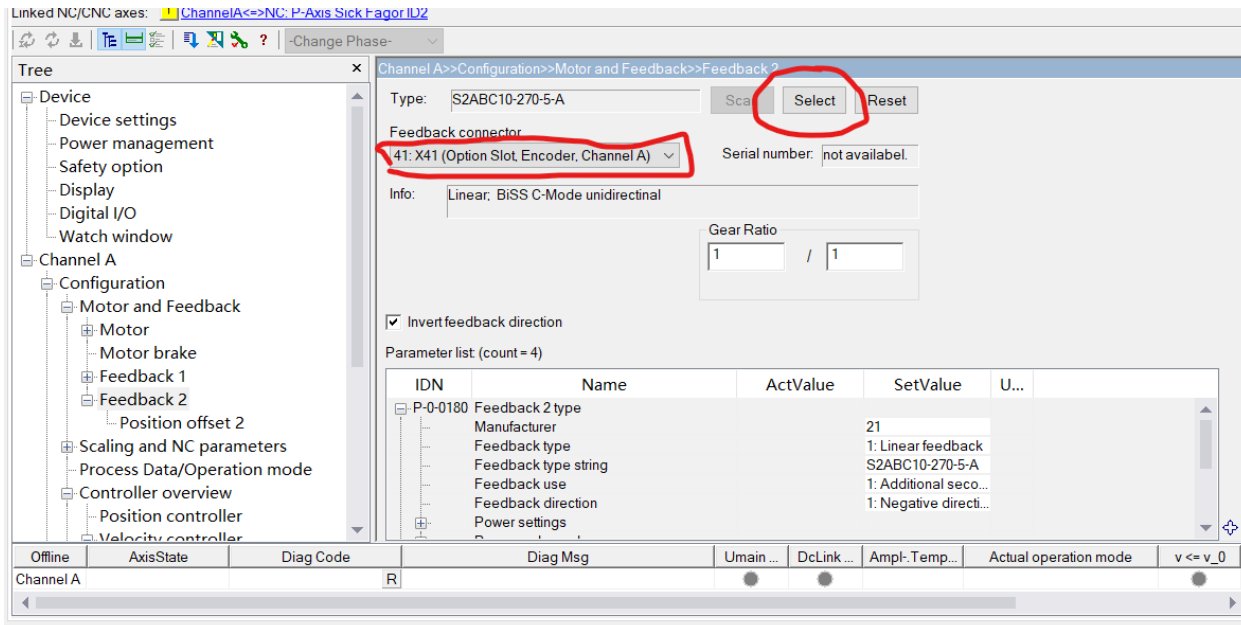 Linked NC/CNC axes: ! ChannelA<=>NC: P-Axis Sick Fagor ID2
? -Change Phase-
Tree ×
Channel A>>Configuration>>Motor and Feedback>>Feedback 2
Device
Device settings
Power management
Safety option
Display
Digital I/O
Watch window
Channel A
Configuration
Motor and Feedback
Motor
Motor brake
Feedback 1
Feedback 2
Position offset 2
Scaling and NC parameters
Process Data/Operation mode
Controller overview
Position controller
Velocity controller
Type: S2ABC10-270-5-A Scan Select Reset
Feedback connector
41: X41 (Option Slot, Encoder, Channel A) Serial number: not availabel.
Info: Linear; BiSS C-Mode unidirectinal
Gear Ratio
1 / 1
Invert feedback direction
Parameter list: (count = 4)
IDN Name ActValue SetValue U...
P-0-0180 Feedback 2 type
Manufacturer 21
Feedback type 1: Linear feedback
Feedback type string S2ABC10-270-5-A
Feedback use 1: Additional seco...
Feedback direction 1: Negative directi...
Power settings
Offline AxisState Diag Code Diag Msg Umain ... DcLink ... Ampl-.Temp... Actual operation mode v <= v_0
Channel A R